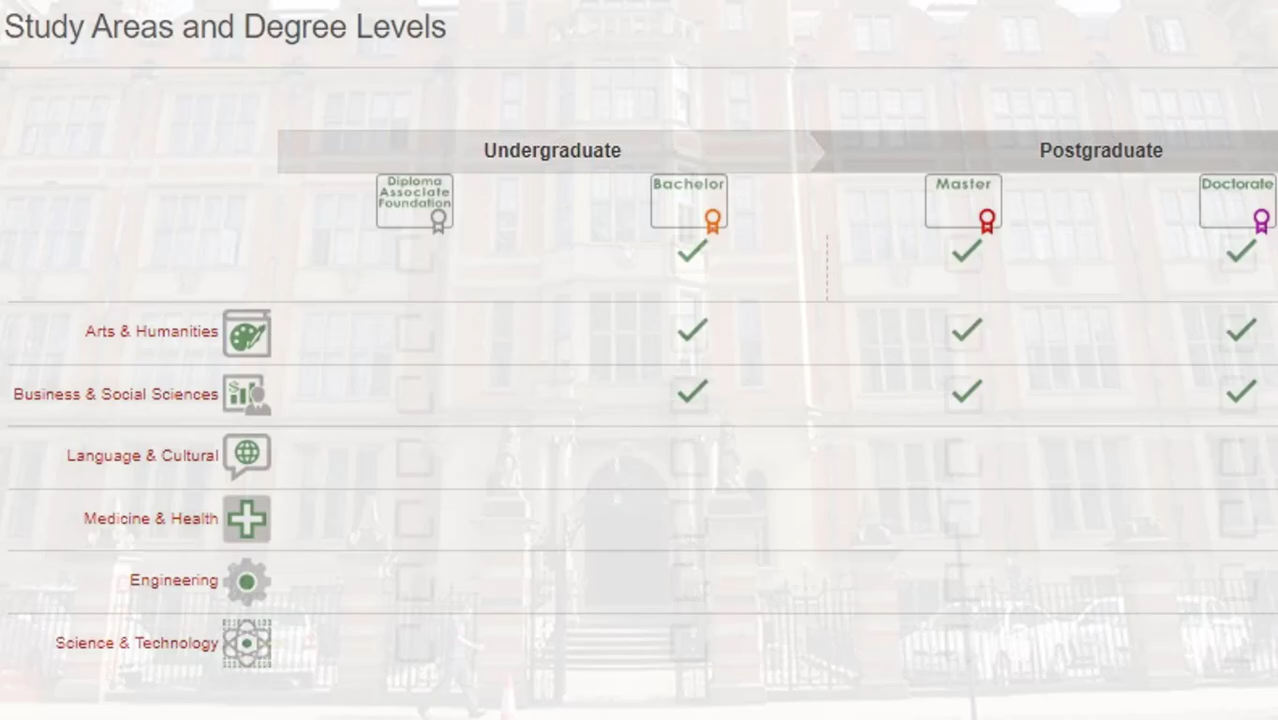 Study Areas and Degree Levels
Undergraduate
Postgraduate
Diploma
Associate
Foundation
Bachelor
Master
Doctorate
Arts & Humanities
Business & Social Sciences
$
Language & Cultural
Medicine & Health
Engineering
Science & Technology